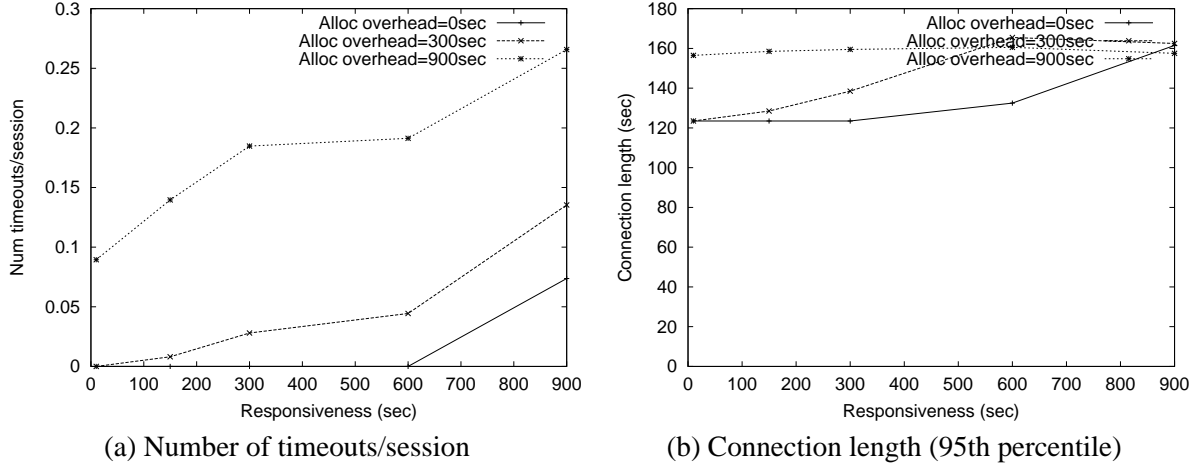 0.3
0.25
0.2
0.15
0.1
0.05
0
0 100 200 300 400 500 600 700 800 900
Num timeouts/session
Responsiveness (sec)
Alloc overhead=0sec
Alloc overhead=300sec
Alloc overhead=900sec
(a) Number of timeouts/session
180
160
140
120
100
80
60
40
20
0
0 100 200 300 400 500 600 700 800 900
Connection length (sec)
Responsiveness (sec)
Alloc overhead=0sec
Alloc overhead=300sec
Alloc overhead=900sec
(b) Connection length (95th percentile)